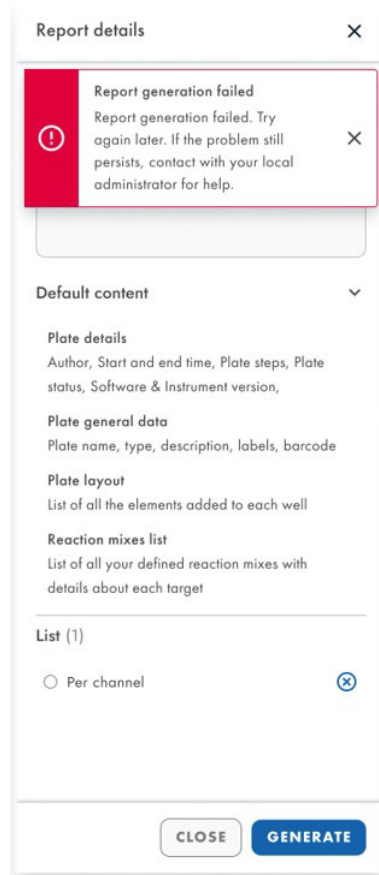 Report details
Report generation failed
Report generation failed. Try
again later. If the problem still
persists, contact with your local
administrator for help.
Default content
Plate details
Author, Start and end time, Plate steps, Plate
status, Software & Instrument version,
Plate general data
Plate name, type, description, labels, barcode
Plate layout
List of all the elements added to each well
Reaction mixes list
List of all your defined reaction mixes with
details about each target
List (1)
Per channel
CLOSE
GENERATE